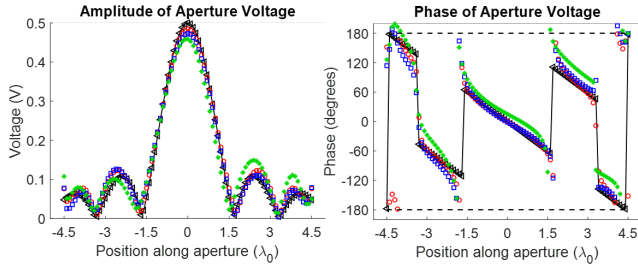 Amplitude of Aperture Voltage
0.5
0.4
0.3
0.2
0.1
0
Voltage (V)
-4.5 -3 -1.5 0 1.5 3 4.5
Position along aperture (λ0)
Phase of Aperture Voltage
180
120
60
0
-60
-120
-180
Phase (degrees)
-4.5 -3 -1.5 0 1.5 3 4.5
Position along aperture (λ0)